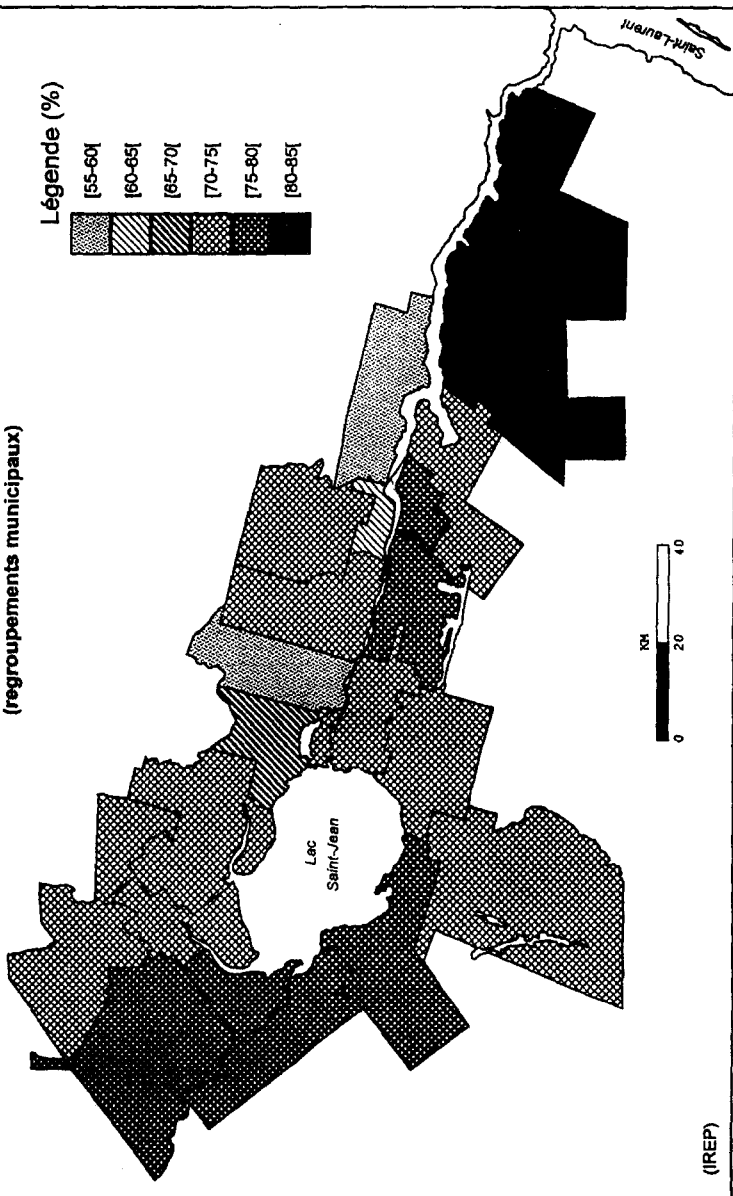 (regroupements municipaux)
Légende (%)
[55-60[
[60-65[
[65-70[
[70-75[
[75-80[
[80-85[
Saint-Laurent
Lac
Saint-Jean
KM
0 20 40
(IREP)